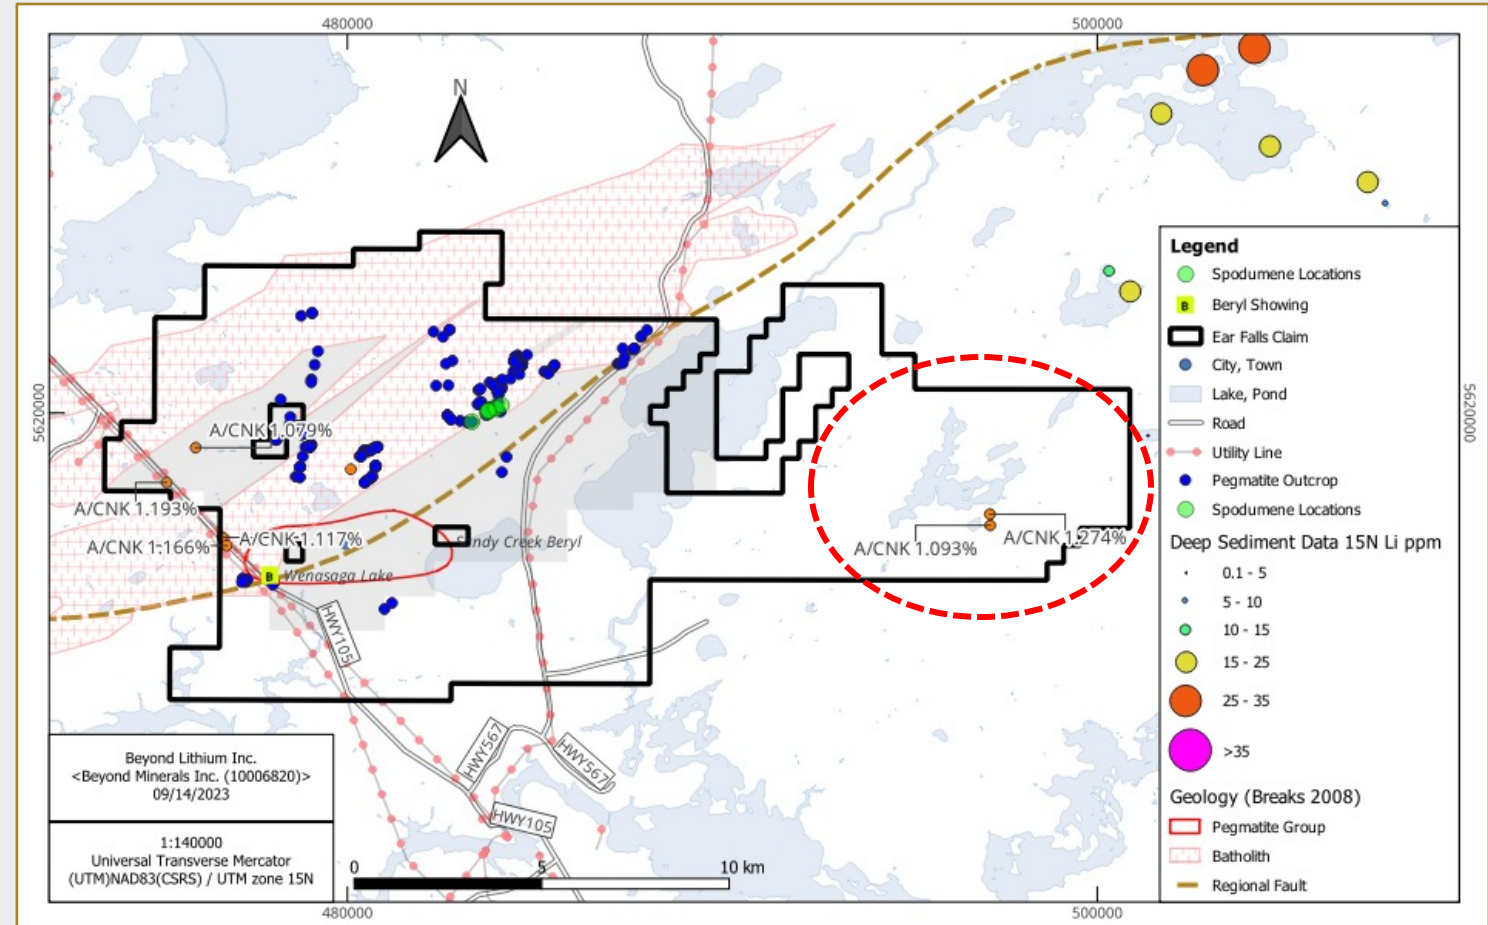 480000
500000
N
5620000
5620000
A/CNK 1.079%
A/CNK 1.193%
A/CNK 1.166%
A/CNK 1.117%
Sandy Creek Beryl
Wenasaga Lake
B
A/CNK 1.093%
A/CNK 1.274%
HWY105
HWY567
HWY567
HWY105
Legend
Spodumene Locations
B
Beryl Showing
Ear Falls Claim
City, Town
Lake, Pond
Road
Utility Line
Pegmatite Outcrop
Spodumene Locations
Deep Sediment Data 15N Li ppm
0.1 - 5
5 - 10
10 - 15
15 - 25
25 - 35
>35
Geology (Breaks 2008)
Pegmatite Group
Batholith
Regional Fault
Beyond Lithium Inc.
<Beyond Minerals Inc. (10006820)>
09/14/2023
1:140000
Universal Transverse Mercator
(UTM)NAD83(CSRS) / UTM zone 15N
0 5 10 km
480000
500000